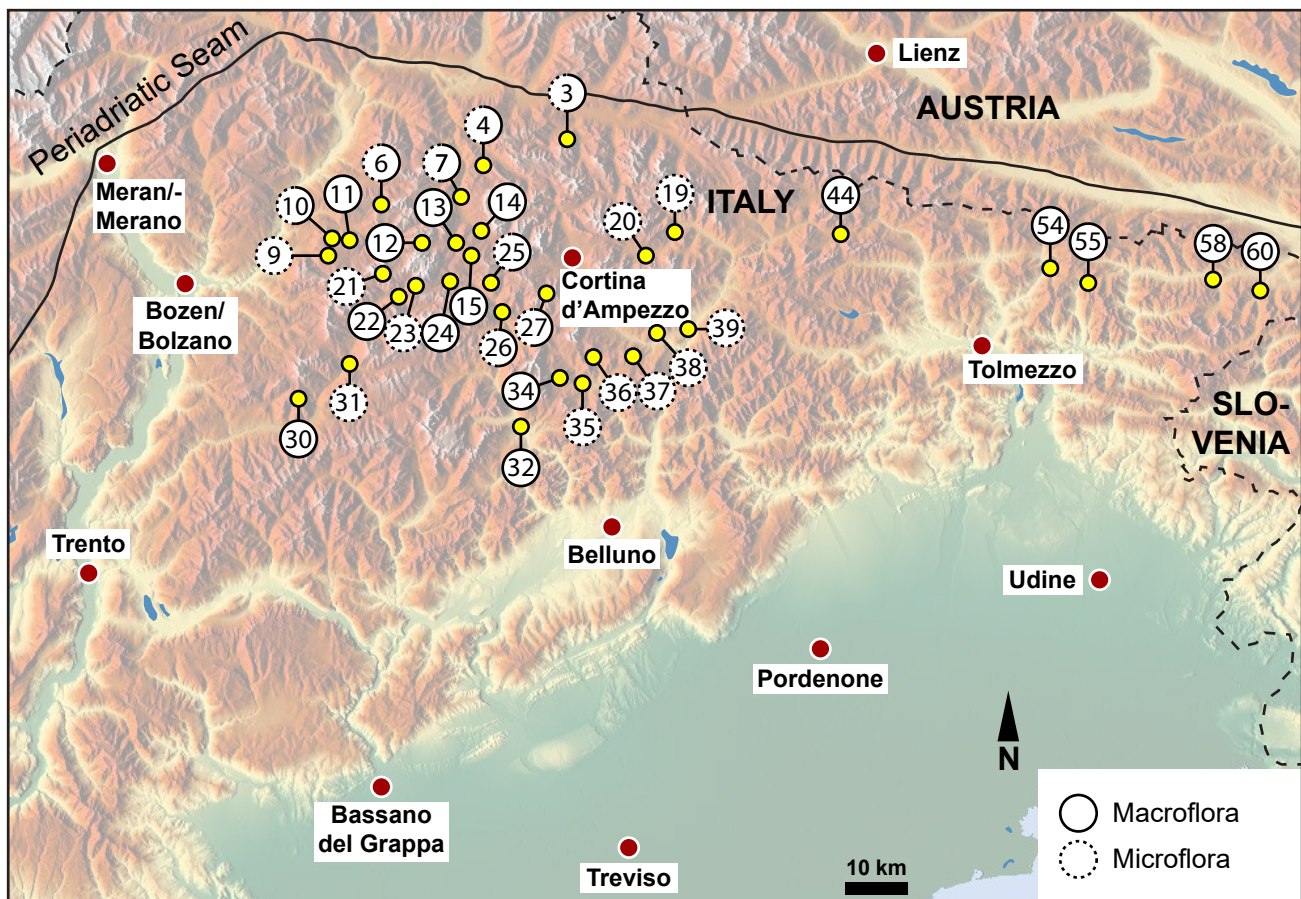 Periadriatic Seam
Lienz
AUSTRIA
3
4
Meran/-
Merano
6
7
11
10
13
14
19
ITALY
44
20
12
9
25
54
55
58
60
Cortina
d'Ampezzo
21
Bozen/
Bolzano
15
22
23
24
27
26
39
38
Tolmezzo
36
37
34
31
35
SLO-
VENIA
30
32
Trento
Belluno
Udine
Pordenone
N
Bassano
del Grappa
Treviso
10 km
Macroflora
Microflora